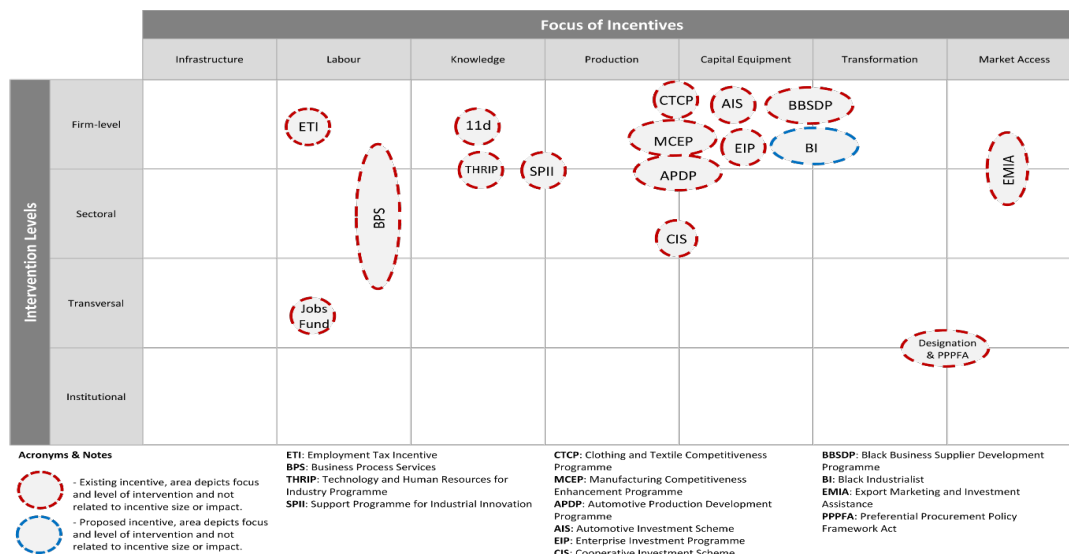 Focus of Incentives
Infrastructure Labour Knowledge Production Capital Equipment Transformation Market Access
Intervention Levels
Firm-level
Sectoral
Transversal
Institutional
CTCP
AIS
BBSDP
ETI
11d
MCEP
EIP
BI
THRIP
SPII
APDP
EMIA
BPS
CIS
Jobs
Fund
Designation
& PPPFA
Acronyms & Notes
- Existing incentive, area depicts focus
and level of intervention and not
related to incentive size or impact.
- Proposed incentive, area depicts focus
and level of intervention and not
related to incentive size or impact.
ETI: Employment Tax Incentive
BPS: Business Process Services
THRIP: Technology and Human Resources for
Industry Programme
SPII: Support Programme for Industrial Innovation
CTCP: Clothing and Textile Competitiveness
Programme
MCEP: Manufacturing Competitiveness
Enhancement Programme
APDP: Automotive Production Development
Programme
AIS: Automotive Investment Scheme
EIP: Enterprise Investment Programme
CIS: Cooperative Investment Scheme
BBSDP: Black Business Supplier Development
Programme
BI: Black Industrialist
EMIA: Export Marketing and Investment
Assistance
PPPFA: Preferential Procurement Policy
Framework Act